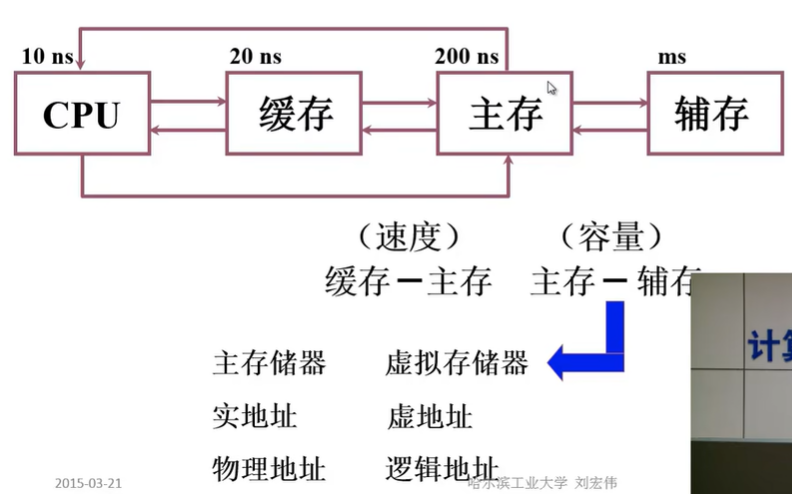 10 ns 20 ns 200 ns ms
CPU 缓存 主存 辅存
（速度） （容量）
缓存－主存 主存－辅存
主存储器 虚拟存储器
实地址 虚地址
物理地址 逻辑地址
2015-03-21 哈尔滨工业大学 刘宏伟
计